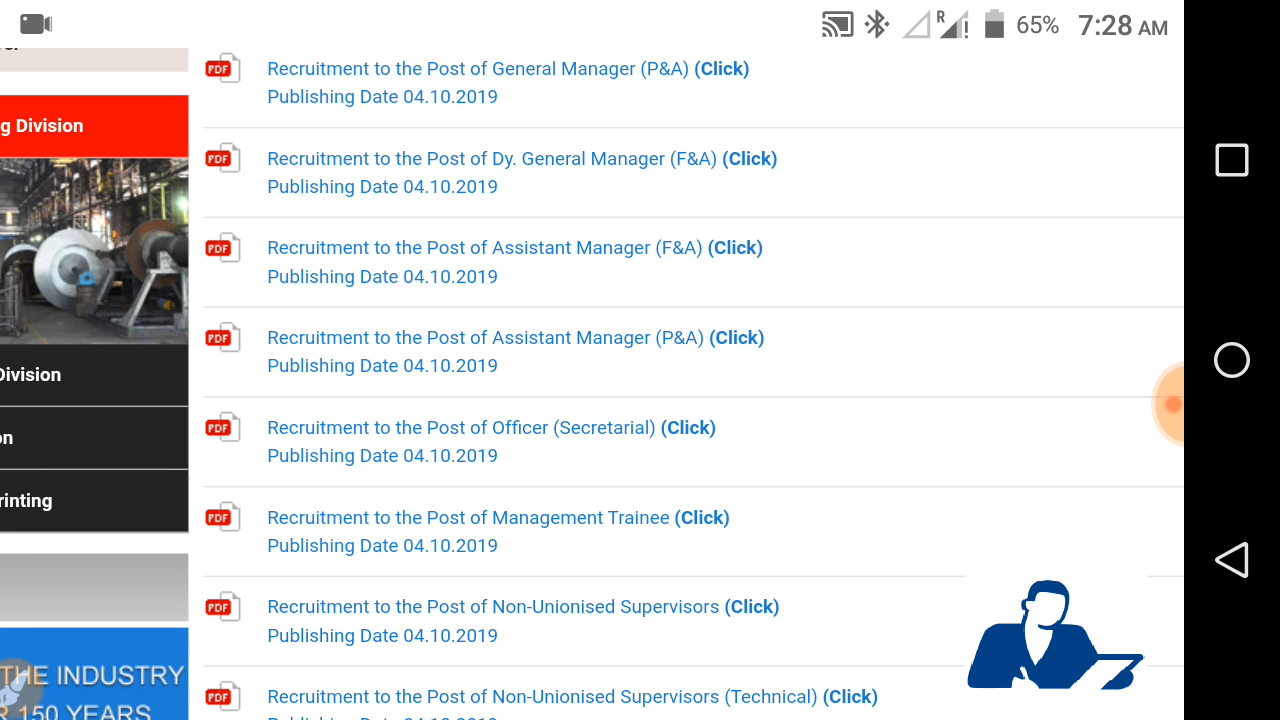 R
65%
7:28 AM
g Division
Division
on
rinting
THE INDUSTRY
150 YEARS
PDF
Recruitment to the Post of General Manager (P&A) (Click)
Publishing Date 04.10.2019
PDF
Recruitment to the Post of Dy. General Manager (F&A) (Click)
Publishing Date 04.10.2019
PDF
Recruitment to the Post of Assistant Manager (F&A) (Click)
Publishing Date 04.10.2019
PDF
Recruitment to the Post of Assistant Manager (P&A) (Click)
Publishing Date 04.10.2019
PDF
Recruitment to the Post of Officer (Secretarial) (Click)
Publishing Date 04.10.2019
PDF
Recruitment to the Post of Management Trainee (Click)
Publishing Date 04.10.2019
PDF
Recruitment to the Post of Non-Unionised Supervisors (Click)
Publishing Date 04.10.2019
PDF
Recruitment to the Post of Non-Unionised Supervisors (Technical) (Click)